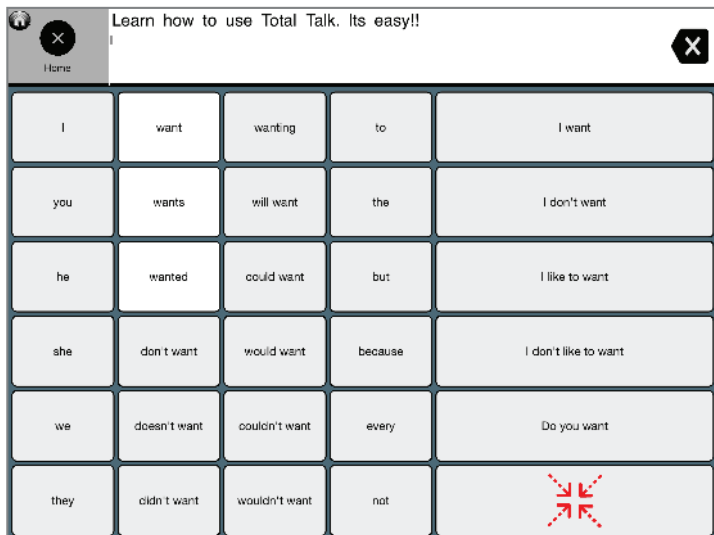 Learn how to use Total Talk. Its easy!!
Home
I want wanting to I want
you wants will want the I don't want
he wanted could want but I like to want
she don't want would want because I don't like to want
we doesn't want couldn't want every Do you want
they didn't want wouldn't want not